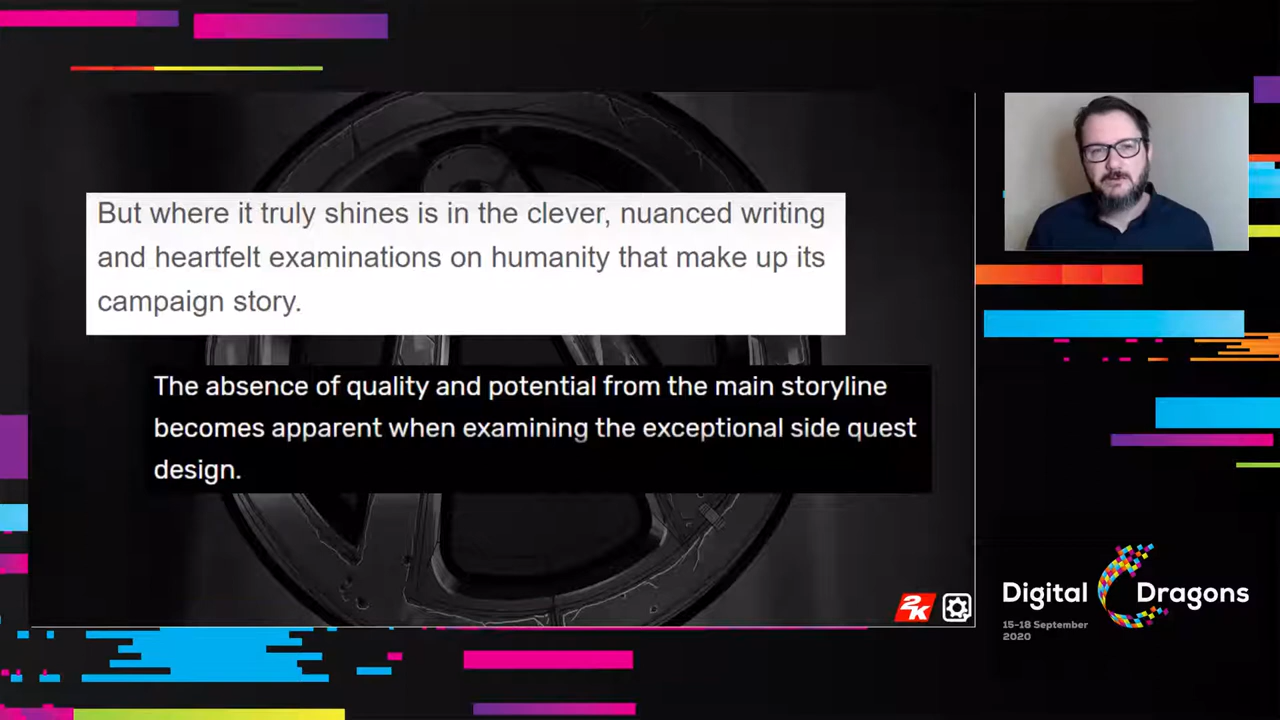 But where it truly shines is in the clever, nuanced writing
and heartfelt examinations on humanity that make up its
campaign story.
The absence of quality and potential from the main storyline
becomes apparent when examining the exceptional side quest
design.
2K
Digital Dragons
15-18 September
2020